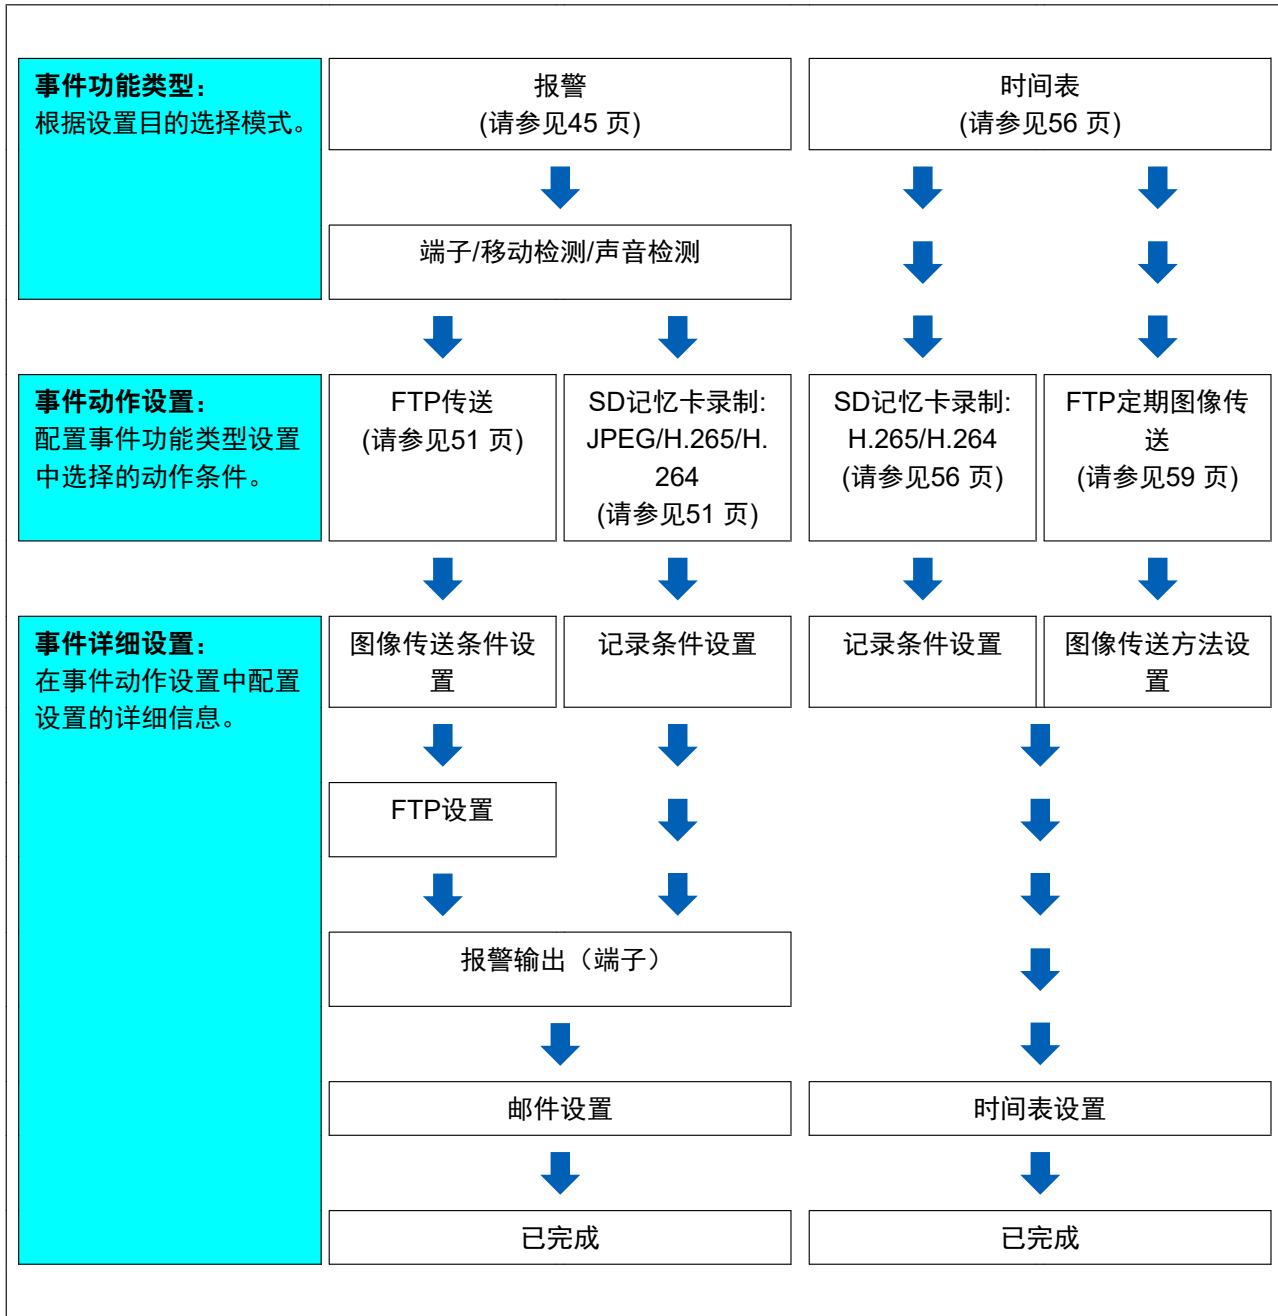 事件功能类型：
根据设置目的选择模式。
报警
(请参见45 页)
时间表
(请参见56 页)
端子/移动检测/声音检测
事件动作设置：
配置事件功能类型设置
中选择的动作条件。
FTP传送
(请参见51 页)
SD记忆卡录制:
JPEG/H.265/H.
264
(请参见51 页)
SD记忆卡录制:
H.265/H.264
(请参见56 页)
FTP定期图像传
送
(请参见59 页)
事件详细设置：
在事件动作设置中配置
设置的详细信息。
图像传送条件设
置
记录条件设置
记录条件设置
图像传送方法设
置
FTP设置
报警输出（端子）
邮件设置
时间表设置
已完成
已完成